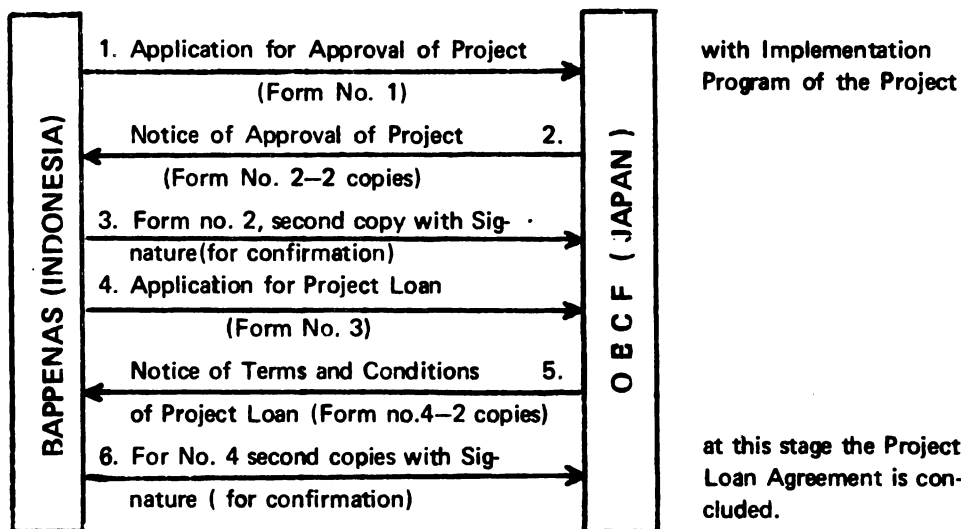 1. Application for Approval of Project
(Form No. 1)
with Implementation
Program of the Project
Notice of Approval of Project 2.
(Form No. 2–2 copies)
3. Form no. 2, second copy with Sig-
nature(for confirmation)
4. Application for Project Loan
(Form No. 3)
Notice of Terms and Conditions 5.
of Project Loan (Form no.4–2 copies)
6. For No. 4 second copies with Sig-
nature ( for confirmation)
at this stage the Project
Loan Agreement is con-
cluded.
BAPPENAS (INDONESIA)
O B C F ( JAPAN )